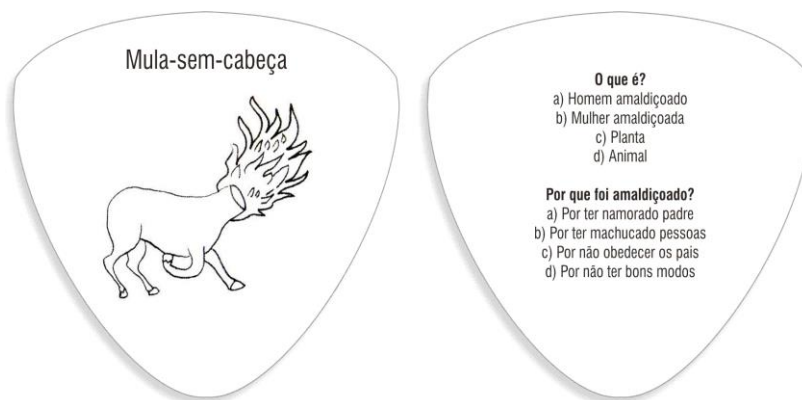 Mula-sem-cabeça
O que é?
a) Homem amaldiçoado
b) Mulher amaldiçoada
c) Planta
d) Animal
Por que foi amaldiçoado?
a) Por ter namorado padre
b) Por ter machucado pessoas
c) Por não obedecer os pais
d) Por não ter bons modos